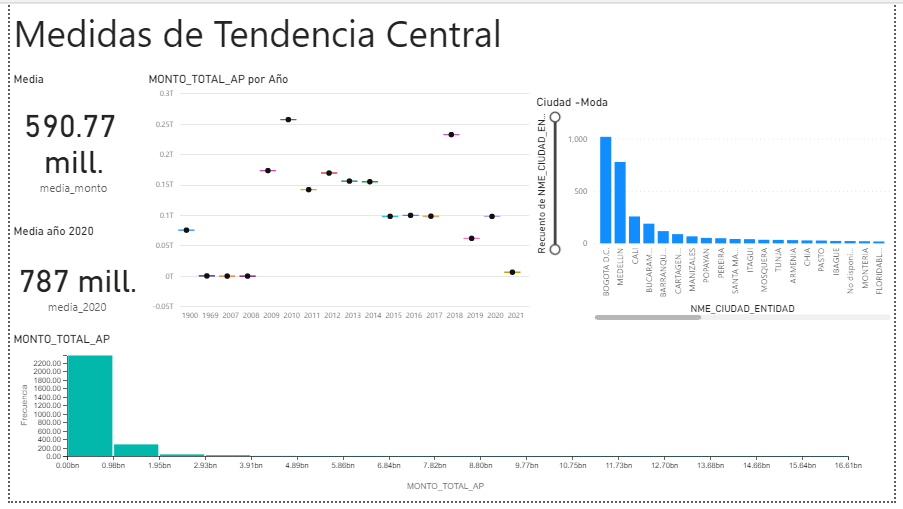 Medidas de Tendencia Central
Media
590.77
mill.
media_monto
Media año 2020
787 mill.
media_2020
MONTO_TOTAL_AP por Año
0.3T
0.25T
0.2T
0.15T
0.1T
0.05T
0T
-0.05T
1900 1969 2007 2008 2009 2010 2011 2012 2013 2014 2015 2016 2017 2018 2019 2020 2021
Ciudad -Moda
Recuento de NME_CIUDAD_EN...
1,000
500
0
BOGOTA D.C.
MEDELLIN
CALI
BUCARAM...
BARRANQU...
CARTAGEN...
MANIZALES
POPAYAN
PEREIRA
SANTA MA...
ITAGUI
MOSQUERA
TUNJA
ARMENIA
CHIA
PASTO
IBAGUE
No disponi...
MONTERIA
FLORIDABL...
NME_CIUDAD_ENTIDAD
MONTO_TOTAL_AP
Frecuencia
2200.00
2000.00
1800.00
1600.00
1400.00
1200.00
1000.00
800.00
600.00
400.00
200.00
0.00
0.00bn 0.98bn 1.95bn 2.93bn 3.91bn 4.89bn 5.86bn 6.84bn 7.82bn 8.80bn 9.77bn 10.75bn 11.73bn 12.70bn 13.68bn 14.66bn 15.64bn 16.61bn
MONTO_TOTAL_AP